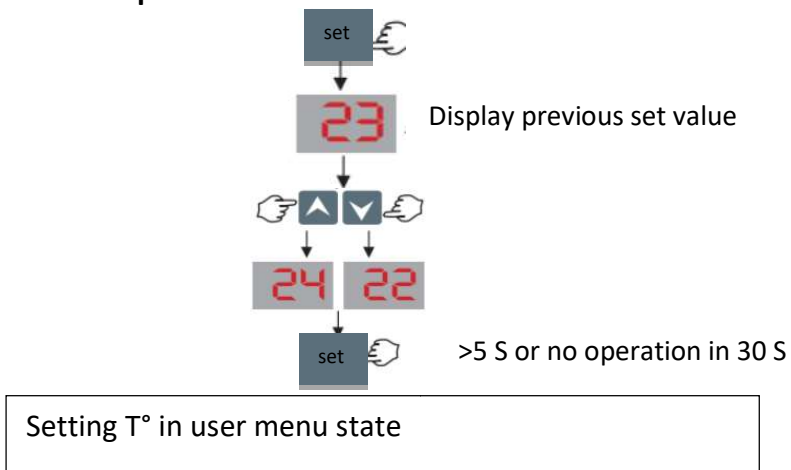 set
23
Display previous set value
24 22
set
>5 S or no operation in 30 S
Setting T° in user menu state